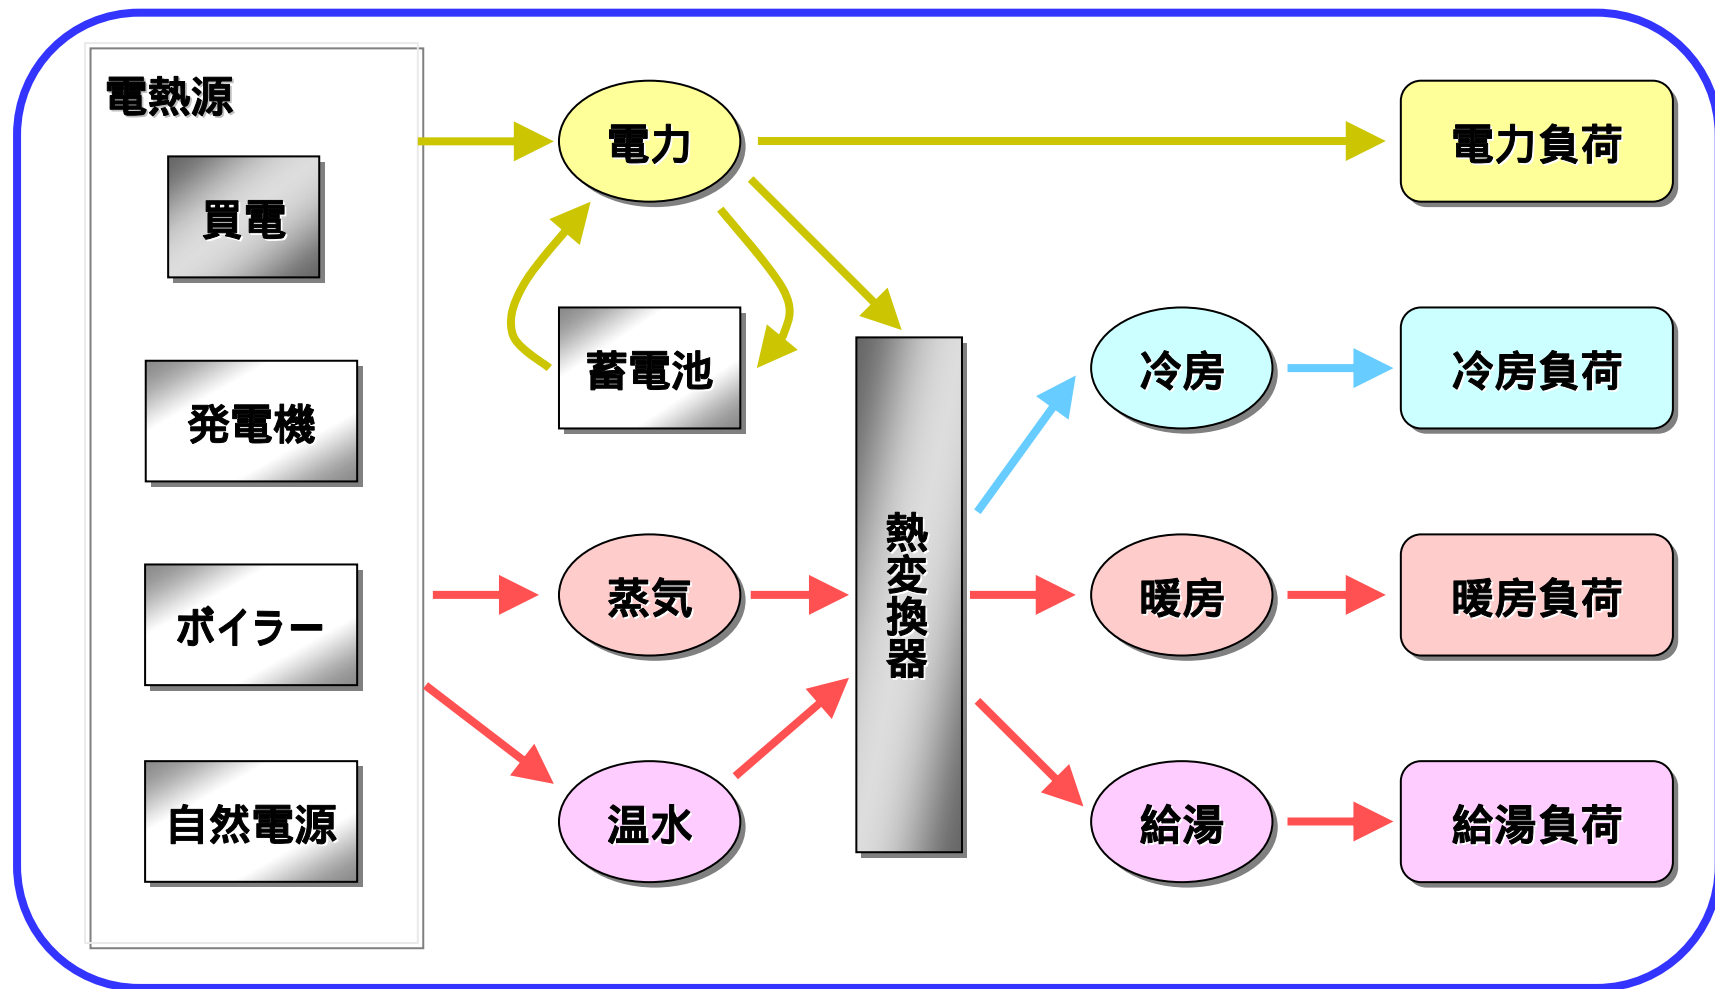 電熱源
買電
発電機
ボイラー
自然電源
電力
蓄電池
蒸気
温水
熱変換器
冷房
暖房
給湯
電力負荷
冷房負荷
暖房負荷
給湯負荷